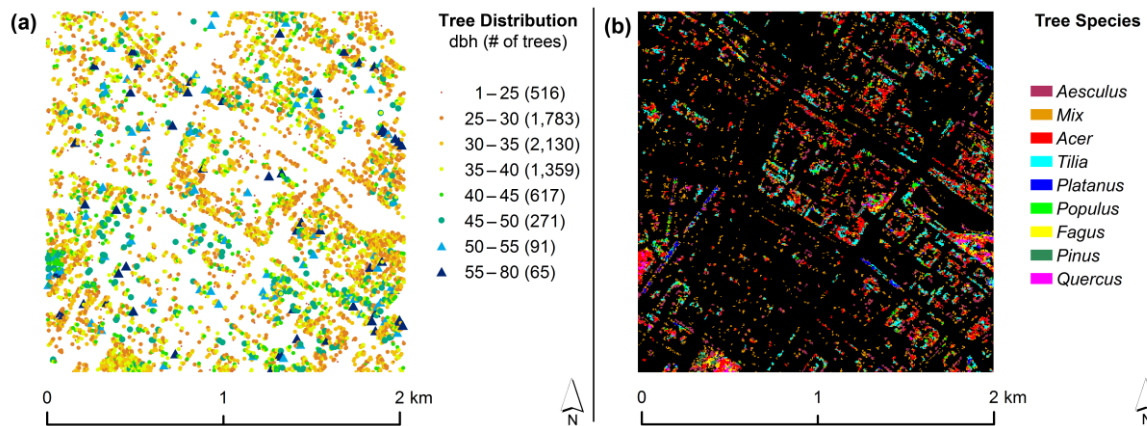 (a)
Tree Distribution
dbh (# of trees)
1–25 (516)
25–30 (1,783)
30–35 (2,130)
35–40 (1,359)
40–45 (617)
45–50 (271)
50–55 (91)
55–80 (65)
0 1 2 km
N
(b)
Tree Species
Aesculus
Mix
Acer
Tilia
Platanus
Populus
Fagus
Pinus
Quercus
0 1 2 km
N